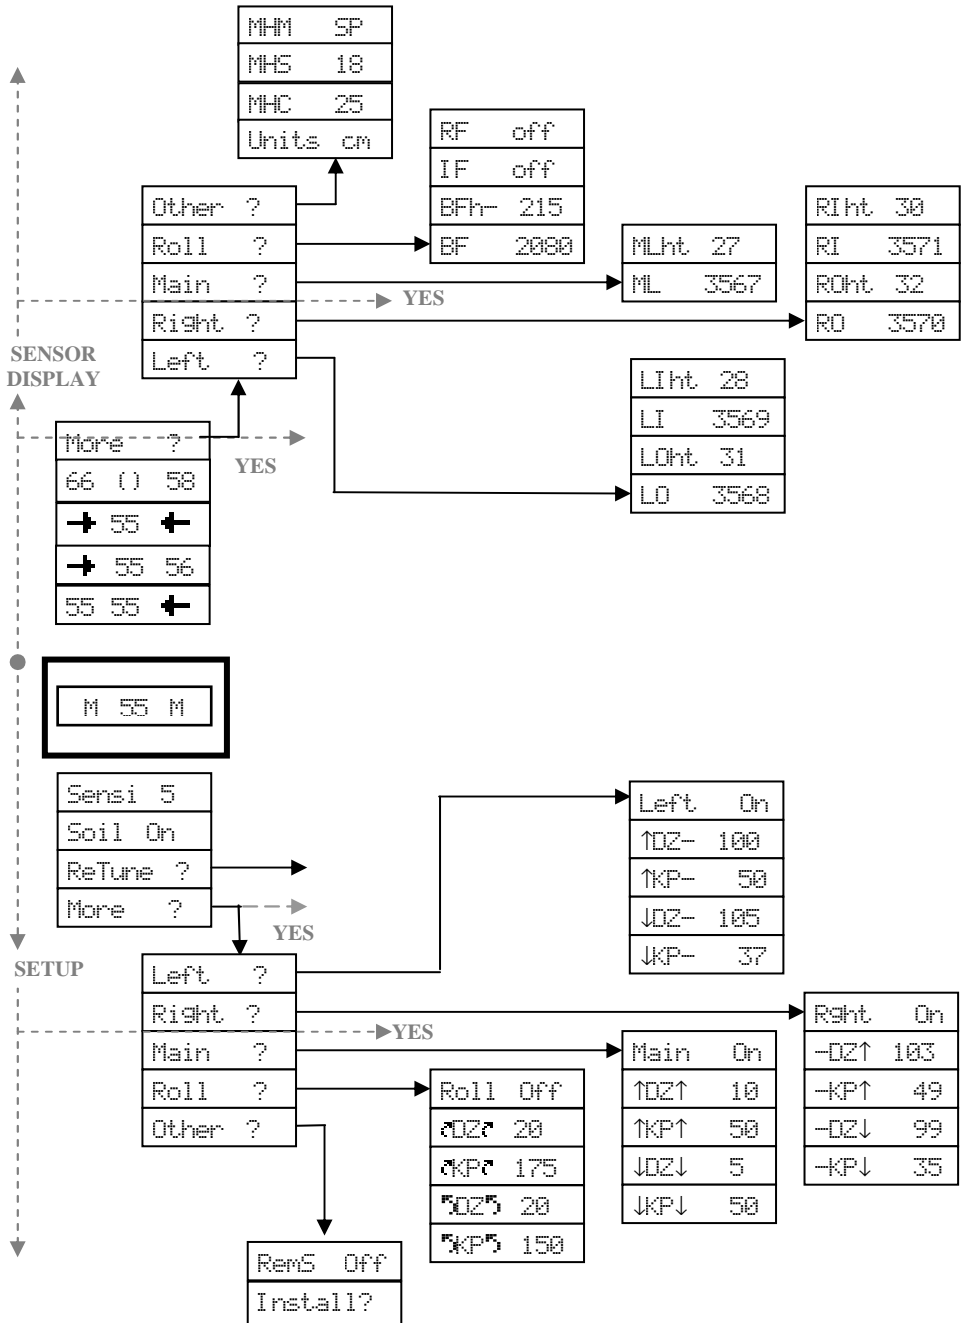 MHM SP
MHS 18
MHC 25
Units cm
RF off
IF off
BFh- 215
BF 2080
Other ?
Roll ?
Main ?
YES
Right ?
Left ?
MLht 27
ML 3567
RIht 30
RI 3571
ROht 32
RO 3570
SENSOR
DISPLAY
LIht 28
LI 3569
LOht 31
LO 3568
More ?
YES
66 () 58
→ 55 ←
→ 55 56
55 55 ←
M 55 M
Sensi 5
Soil On
ReTune ?
More ?
YES
SETUP
Left ?
Right ?
YES
Main ?
Roll ?
Other ?
Left On
↑DZ- 100
↑KP- 50
↓DZ- 105
↓KP- 37
Rght On
-DZ↑ 103
-KP↑ 49
-DZ↓ 99
-KP↓ 35
Main On
↑DZ↑ 10
↑KP↑ 50
↓DZ↓ 5
↓KP↓ 50
Roll Off
↷DZ↷ 20
↷KP↷ 175
↶DZ↶ 20
↶KP↶ 150
RemS Off
Install?